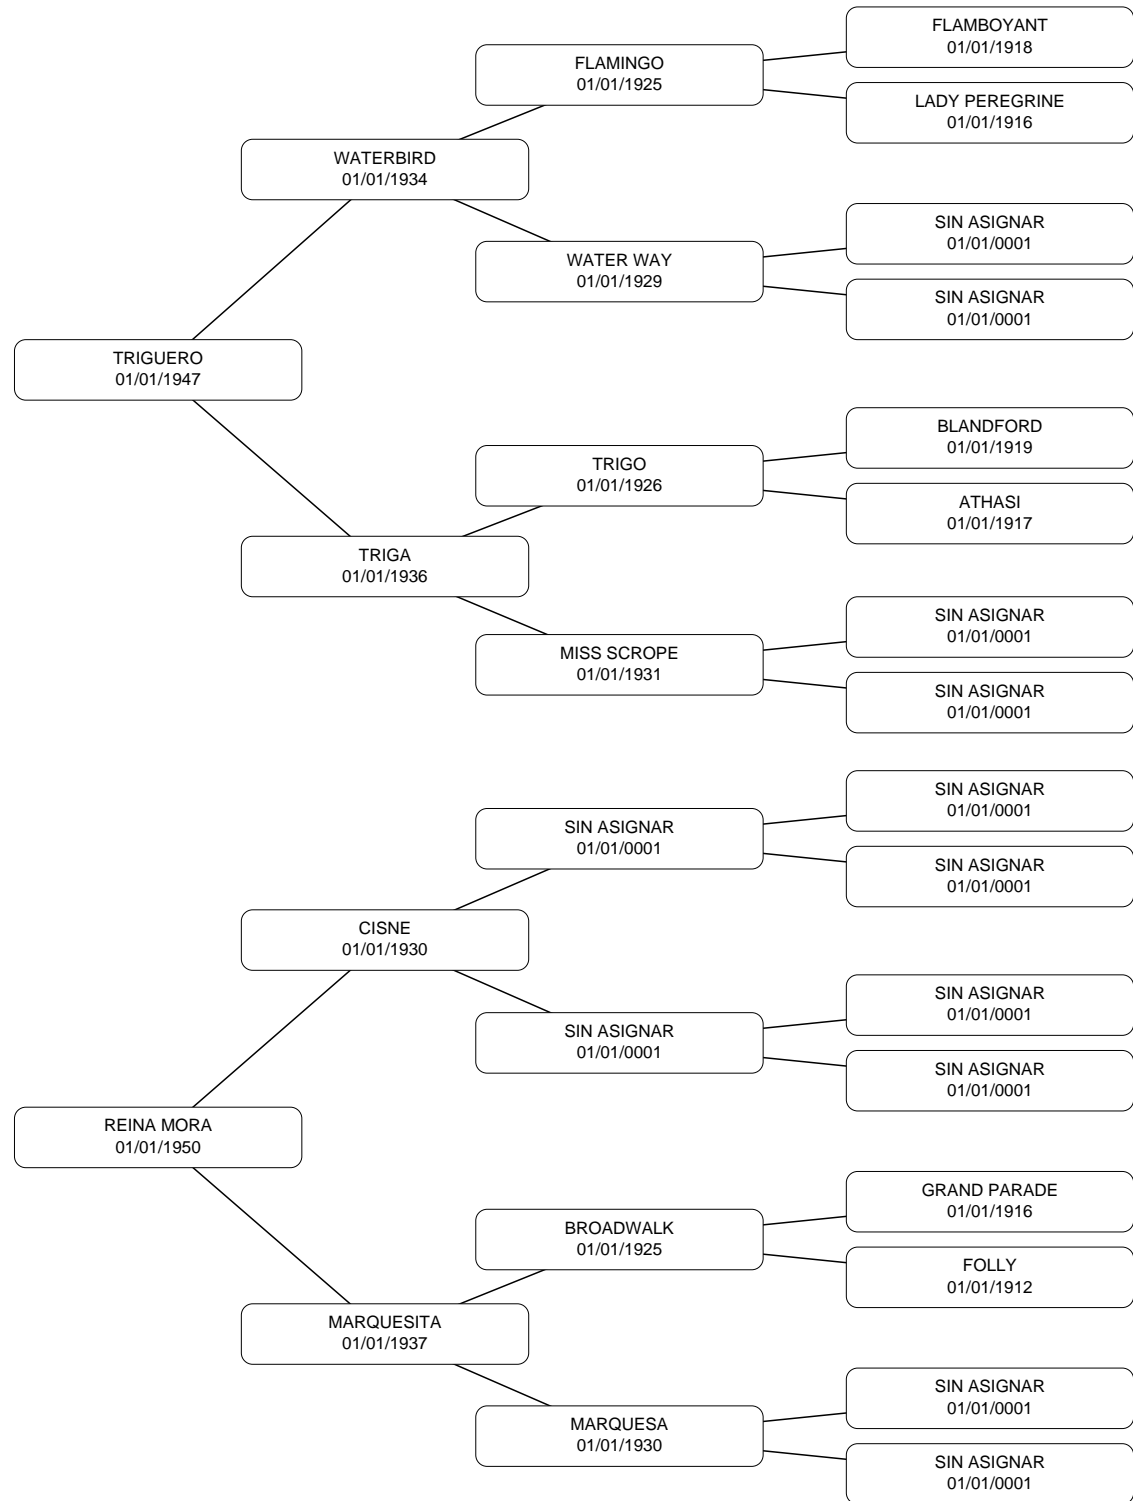 FLAMBOYANT
01/01/1918
FLAMINGO
01/01/1925
LADY PEREGRINE
01/01/1916
WATERBIRD
01/01/1934
SIN ASIGNAR
01/01/0001
WATER WAY
01/01/1929
SIN ASIGNAR
01/01/0001
TRIGUERO
01/01/1947
BLANDFORD
01/01/1919
TRIGO
01/01/1926
ATHASI
01/01/1917
TRIGA
01/01/1936
SIN ASIGNAR
01/01/0001
MISS SCROPE
01/01/1931
SIN ASIGNAR
01/01/0001
SIN ASIGNAR
01/01/0001
SIN ASIGNAR
01/01/0001
SIN ASIGNAR
01/01/0001
CISNE
01/01/1930
SIN ASIGNAR
01/01/0001
SIN ASIGNAR
01/01/0001
SIN ASIGNAR
01/01/0001
REINA MORA
01/01/1950
GRAND PARADE
01/01/1916
BROADWALK
01/01/1925
FOLLY
01/01/1912
MARQUESITA
01/01/1937
SIN ASIGNAR
01/01/0001
MARQUESA
01/01/1930
SIN ASIGNAR
01/01/0001